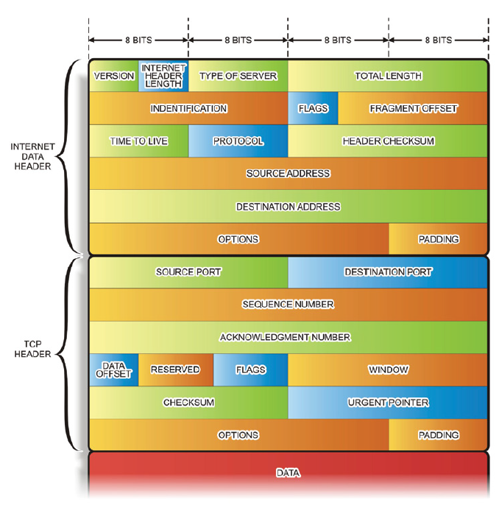 8 BITS 8 BITS 8 BITS 8 BITS
VERSION
INTERNET
HEADER
LENGTH
TYPE OF SERVER
TOTAL LENGTH
INDENTIFICATION
FLAGS
FRAGMENT OFFSET
INTERNET
DATA
HEADER
TIME TO LIVE
PROTOCOL
HEADER CHECKSUM
SOURCE ADDRESS
DESTINATION ADDRESS
OPTIONS
PADDING
SOURCE PORT
DESTINATION PORT
SEQUENCE NUMBER
ACKNOWLEDGMENT NUMBER
TCP
HEADER
DATA
OFFSET
RESERVED
FLAGS
WINDOW
CHECKSUM
URGENT POINTER
OPTIONS
PADDING
DATA